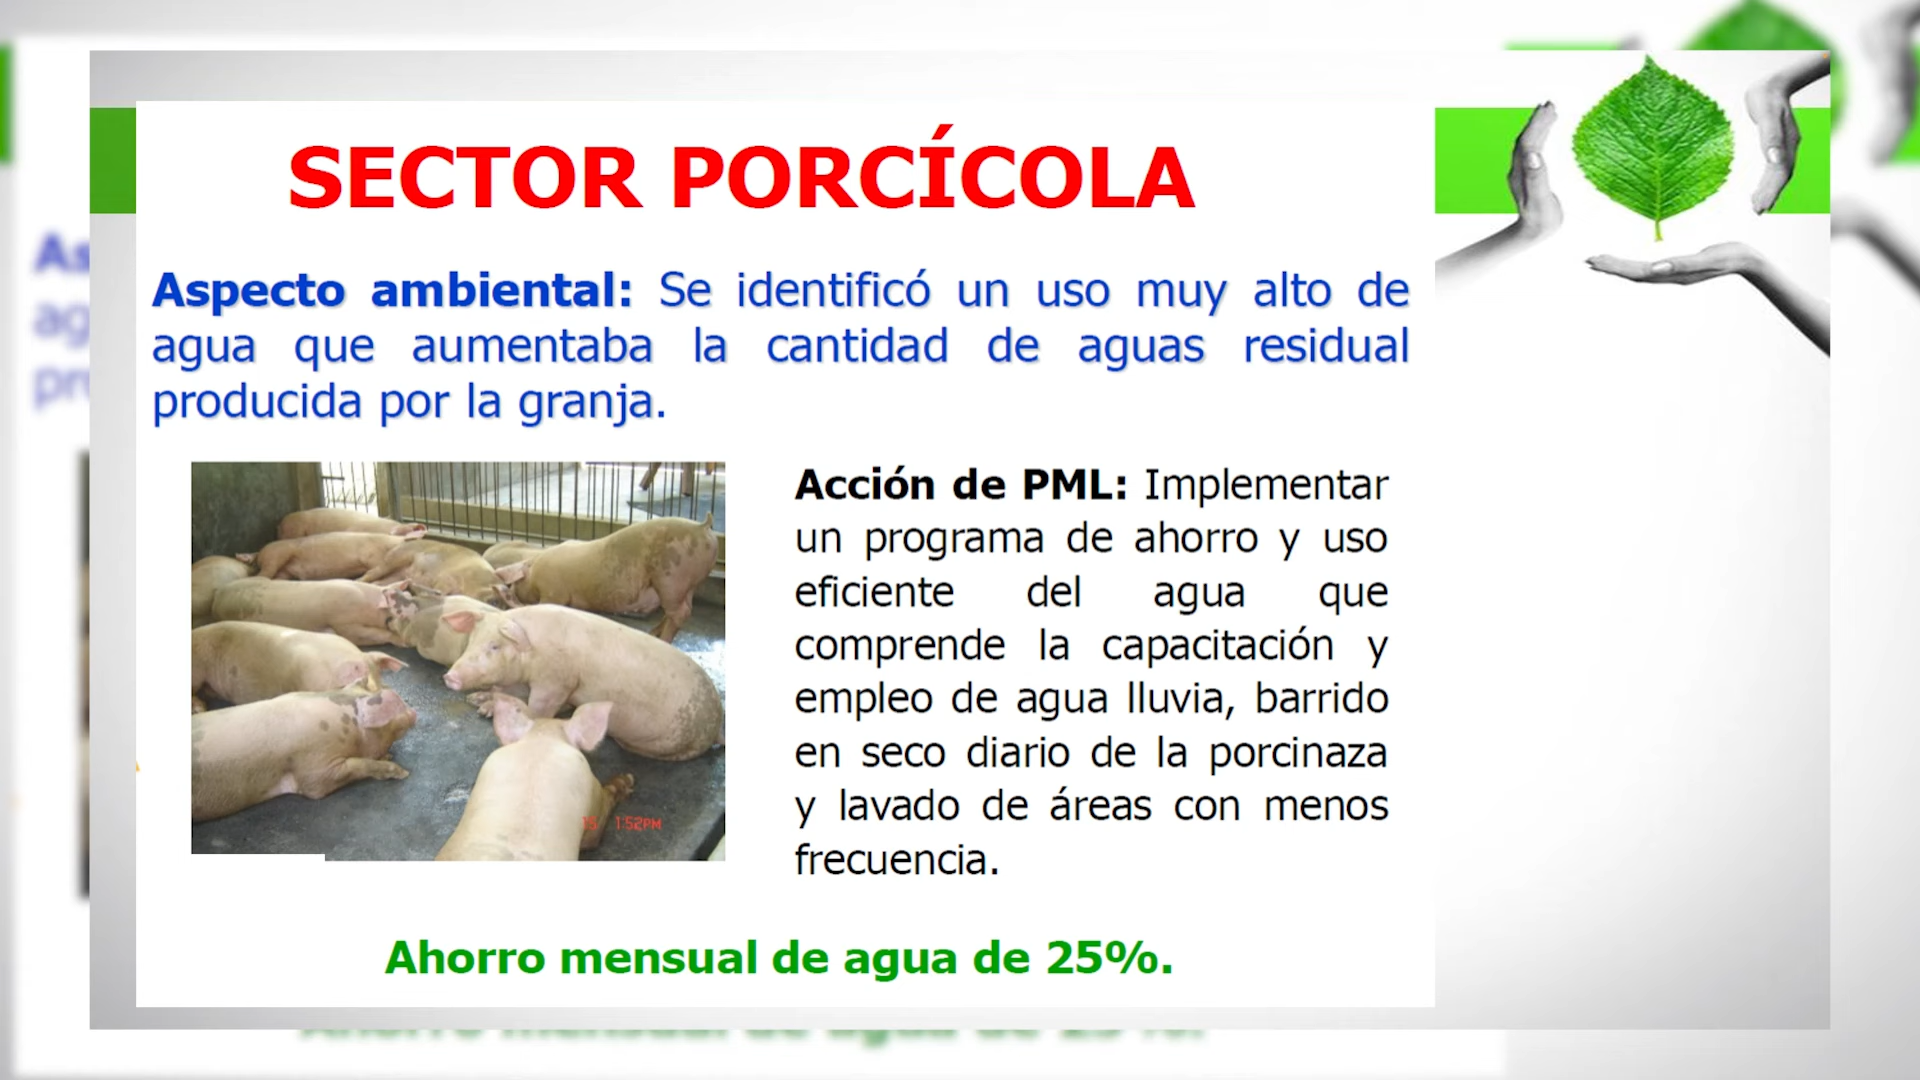 SECTOR PORCÍCOLA
Aspecto ambiental: Se identificó un uso muy alto de
agua que aumentaba la cantidad de aguas residual
producida por la granja.
Acción de PML: Implementar
un programa de ahorro y uso
eficiente del agua que
comprende la capacitación y
empleo de agua lluvia, barrido
en seco diario de la porcinaza
y lavado de áreas con menos
frecuencia.
1:52PM
Ahorro mensual de agua de 25%.